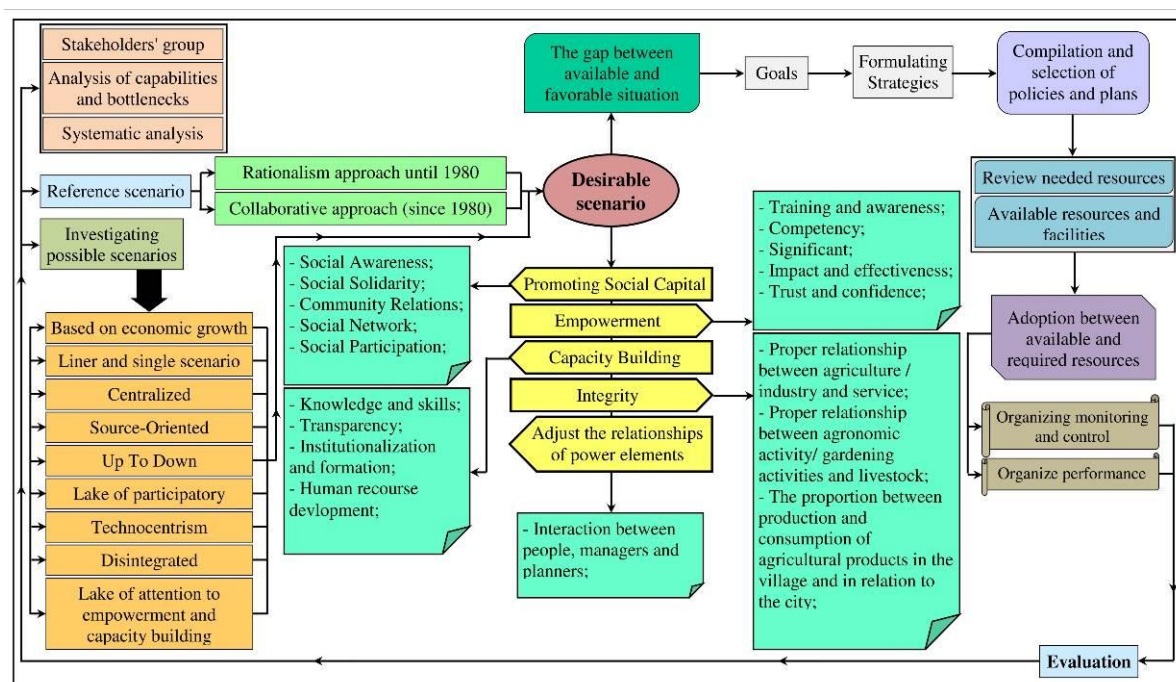 Stakeholders' group
Analysis of capabilities
and bottlenecks
Systematic analysis
Reference scenario
Rationalism approach until 1980
Collaborative approach (since 1980)
Investigating
possible scenarios
Based on economic growth
Liner and single scenario
Centralized
Source-Oriented
Up To Down
Lake of participatory
Technocentrism
Disintegrated
Lake of attention to
empowerment and
capacity building
The gap between
available and
favorable situation
Goals
Formulating
Strategies
Compilation and
selection of
policies and plans
Desirable
scenario
- Social Awareness;
- Social Solidarity;
- Community Relations;
- Social Network;
- Social Participation;
- Knowledge and skills;
- Transparency;
- Institutionalization
and formation;
- Human recourse
devlopment;
Promoting Social Capital
Empowerment
Capacity Building
Integrity
Adjust the relationships
of power elements
- Interaction between
people, managers and
planners;
- Training and awareness;
- Competency;
- Significant;
- Impact and effectiveness;
- Trust and confidence;
- Proper relationship
between agriculture /
industry and service;
- Proper relationship
between agronomic
activity/ gardening
activities and livestock;
- The proportion between
production and
consumption of
agricultural products in the
village and in relation to
the city;
Review needed resources
Available resources and
facilities
Adoption between
available and
required resources
Organizing monitoring
and control
Organize performance
Evaluation